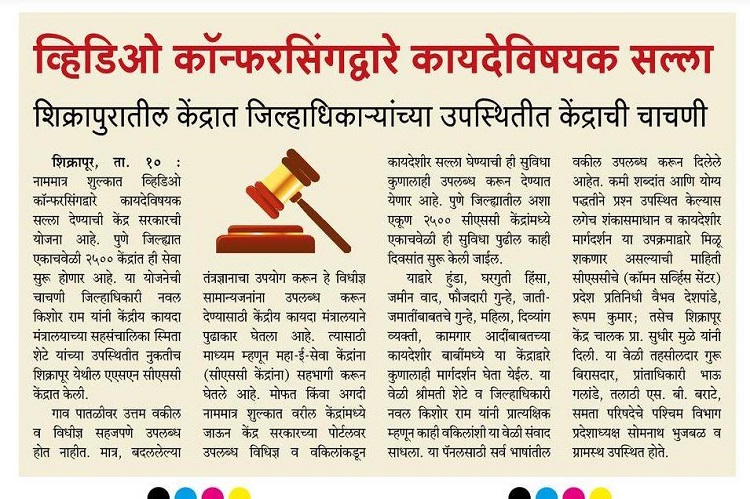 व्हिडिओ कॉन्फरसिंगद्वारे कायदेविषयक सल्ला
शिक्रापुरातील केंद्रात जिल्हाधिकाऱ्यांच्या उपस्थितीत केंद्राची चाचणी
शिक्रापूर, ता. १० :
नाममात्र शुल्कात व्हिडिओ
कॉन्फरसिंगद्वारे कायदेविषयक
सल्ला देण्याची केंद्र सरकारची
योजना आहे. पुणे जिल्ह्यात
एकाचवेळी २५०० केंद्रांत ही सेवा
सुरू होणार आहे. या योजनेची
चाचणी जिल्हाधिकारी नवल
किशोर राम यांनी केंद्रीय कायदा
मंत्रालयाच्या सहसंचालिका स्मिता
शेटे यांच्या उपस्थितीत नुकतीच
शिक्रापूर येथील एएसएन सीएससी
केंद्रात केली.
गाव पातळीवर उत्तम वकील
व विधीज्ञ सहजपणे उपलब्ध
होत नाहीत. मात्र, बदललेल्या
तंत्रज्ञानाचा उपयोग करून हे विधीज्ञ
सामान्यजनांना उपलब्ध करून
देण्यासाठी केंद्रीय कायदा मंत्रालयाने
पुढाकार घेतला आहे. त्यासाठी
माध्यम म्हणून महा-ई-सेवा केंद्रांना
(सीएससी केंद्रांना) सहभागी करून
घेतले आहे. मोफत किंवा अगदी
नाममात्र शुल्कात वरील केंद्रांमध्ये
जाऊन केंद्र सरकारच्या पोर्टलवर
उपलब्ध विधिज्ञ व वकिलांकडून
कायदेशीर सल्ला घेण्याची ही सुविधा
कुणालाही उपलब्ध करून देण्यात
येणार आहे. पुणे जिल्ह्यातील अशा
एकूण २५०० सीएससी केंद्रांमध्ये
एकाचवेळी ही सुविधा पुढील काही
दिवसांत सुरू केली जाईल.
याद्वारे हुंडा, घरगुती हिंसा,
जमीन वाद, फौजदारी गुन्हे, जाती-
जमातींबाबतचे गुन्हे, महिला, दिव्यांग
व्यक्ती, कामगार आदींबाबतच्या
कायदेशीर बाबींमध्ये या केंद्राद्वारे
कुणालाही मार्गदर्शन घेता येईल. या
वेळी श्रीमती शेटे व जिल्हाधिकारी
नवल किशोर राम यांनी प्रात्यक्षिक
म्हणून काही वकिलांशी या वेळी संवाद
साधला. या पॅनलसाठी सर्व भाषांतील
वकील उपलब्ध करून दिलेले
आहेत. कमी शब्दांत आणि योग्य
पद्धतीने प्रश्न उपस्थित केल्यास
लगेच शंकासमाधान व कायदेशीर
मार्गदर्शन या उपक्रमाद्वारे मिळू
शकणार असल्याची माहिती
सीएससीचे (कॉमन सर्व्हिस सेंटर)
प्रदेश प्रतिनिधी वैभव देशपांडे,
रूपम कुमार; तसेच शिक्रापूर
केंद्र चालक प्रा. सुधीर मुळे यांनी
दिली. या वेळी तहसीलदार गुरू
बिरासदार, प्रांताधिकारी भाऊ
गलांडे, तलाठी एस. बी. बराटे,
समता परिषदेचे पश्चिम विभाग
प्रदेशाध्यक्ष सोमनाथ भुजबळ व
ग्रामस्थ उपस्थित होते.